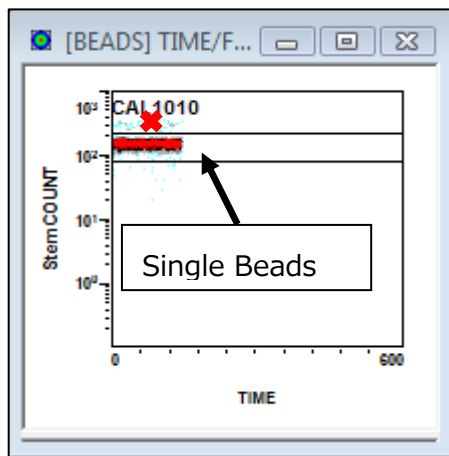 [BEADS] TIME/F...
CAL1010
10³
10²
10¹
10⁰
StemCOUNT
Single Beads
0
600
TIME